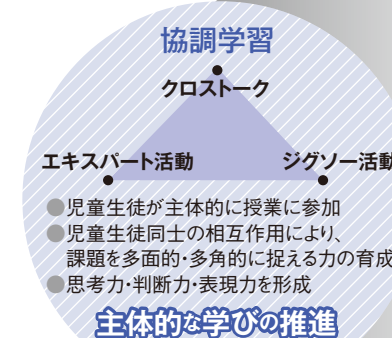 協調学習
クロストーク
エキスパート活動
ジグソー活動
●児童生徒が主体的に授業に参加
●児童生徒同士の相互作用により、
課題を多面的・多角的に捉える力の育成
●思考力・判断力・表現力を形成
主体的な学びの推進